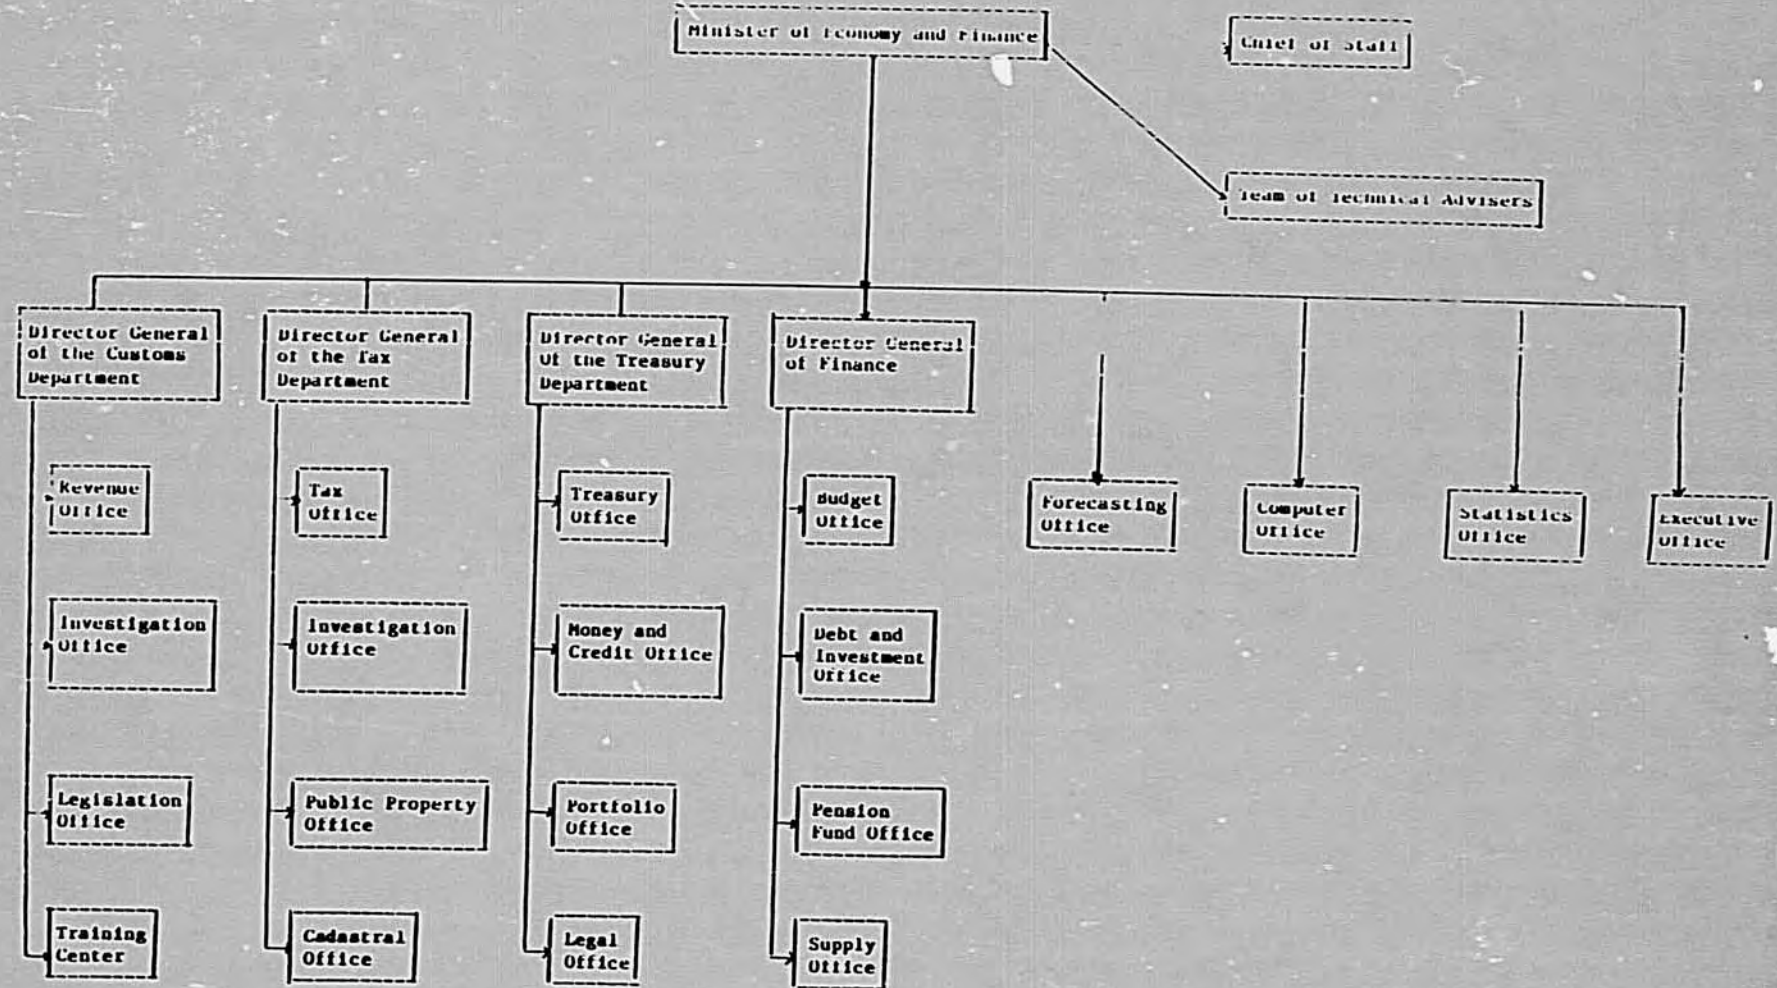 Minister of Economy and Finance
Chief of Staff
Team of Technical Advisers
Director General
of the Customs
Department
Director General
of the Tax
Department
Director General
of the Treasury
Department
Director General
of Finance
Revenue
Office
Tax
Office
Treasury
Office
Budget
Office
Forecasting
Office
Computer
Office
Statistics
Office
Executive
Office
Investigation
Office
Investigation
Office
Money and
Credit Office
Debt and
Investment
Office
Legislation
Office
Public Property
Office
Portfolio
Office
Pension
Fund Office
Training
Center
Cadastral
Office
Legal
Office
Supply
Office